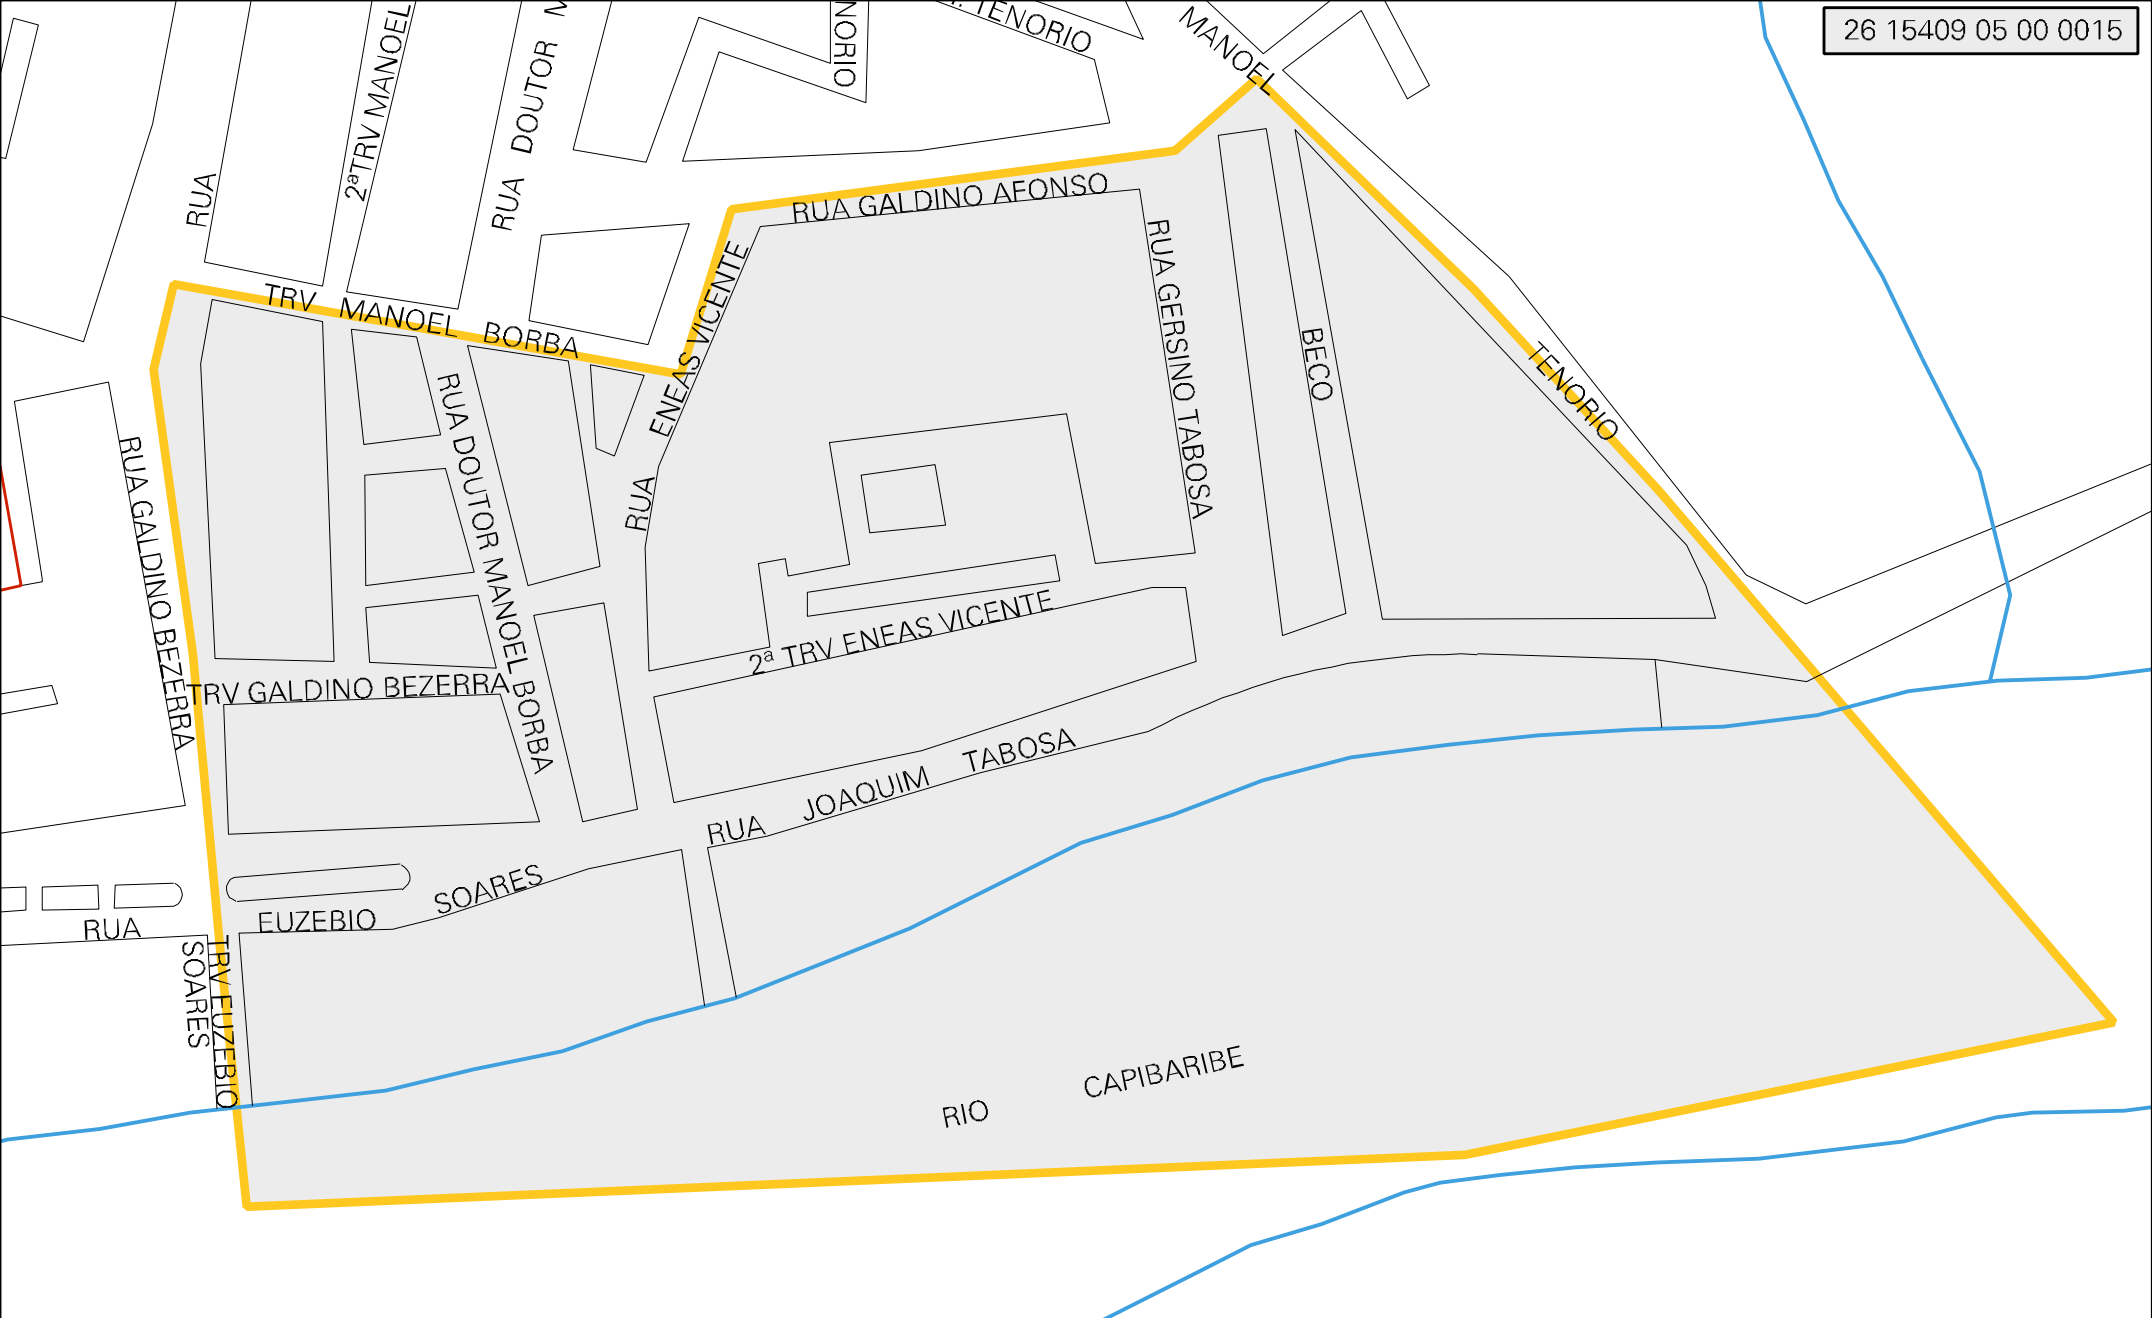 26 15409 05 00 0015
NORIO
TENORIO
MANOEL
2ªTRV MANOEL
RUA DOUTOR M
RUA
RUA GALDINO AFONSO
TRV MANOEL BORBA
RUA ENEAS VICENTE
RUA GERSINO TABOSA
BECO
TENORIO
RUA GALDINO BEZERRA
RUA DOUTOR MANOEL BORBA
2ª TRV ENEAS VICENTE
TRV GALDINO BEZERRA
RUA JOAQUIM TABOSA
RUA EUZEBIO SOARES
TRV EUZEBIO
SOARES
RIO CAPIBARIBE